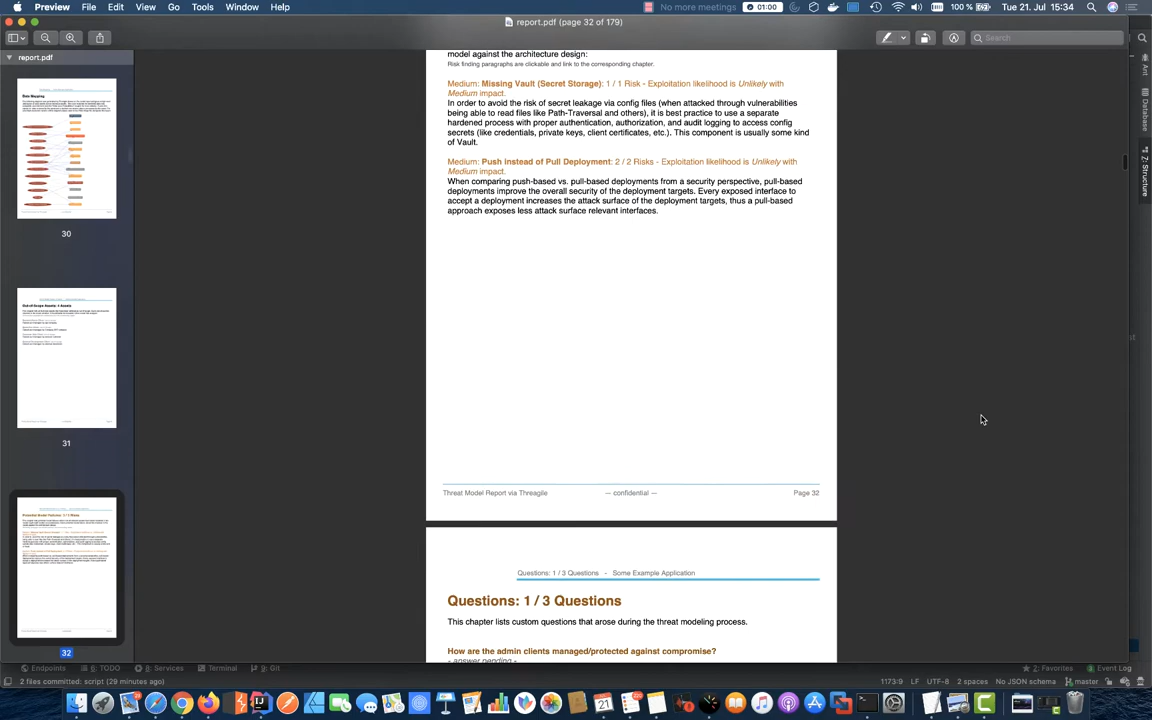 Preview File Edit View Go Tools Window Help
No more meetings 01:00 100 % Tue 21. Jul 15:34
report.pdf (page 32 of 179)
Search
report.pdf
30
31
32
model against the architecture design:
Risk finding paragraphs are clickable and link to the corresponding chapter.
Medium: Missing Vault (Secret Storage): 1 / 1 Risk - Exploitation likelihood is Unlikely with
Medium impact.
In order to avoid the risk of secret leakage via config files (when attacked through vulnerabilities
being able to read files like Path-Traversal and others), it is best practice to use a separate
hardened process with proper authentication, authorization, and audit logging to access config
secrets (like credentials, private keys, client certificates, etc.). This component is usually some kind
of Vault.
Medium: Push instead of Pull Deployment: 2 / 2 Risks - Exploitation likelihood is Unlikely with
Medium impact.
When comparing push-based vs. pull-based deployments from a security perspective, pull-based
deployments improve the overall security of the deployment targets. Every exposed interface to
accept a deployment increases the attack surface of the deployment targets, thus a pull-based
approach exposes less attack surface relevant interfaces.
Threat Model Report via Threagile — confidential — Page 32
Questions: 1 / 3 Questions - Some Example Application
Questions: 1 / 3 Questions
This chapter lists custom questions that arose during the threat modeling process.
How are the admin clients managed/protected against compromise?
- answer pending -
Ant
Database
Z: Structure
Endpoints 6: TODO 8: Services Terminal 9: Git 2: Favorites Event Log
2 files committed: script (29 minutes ago) 1173:9 LF UTF-8 2 spaces No JSON schema master